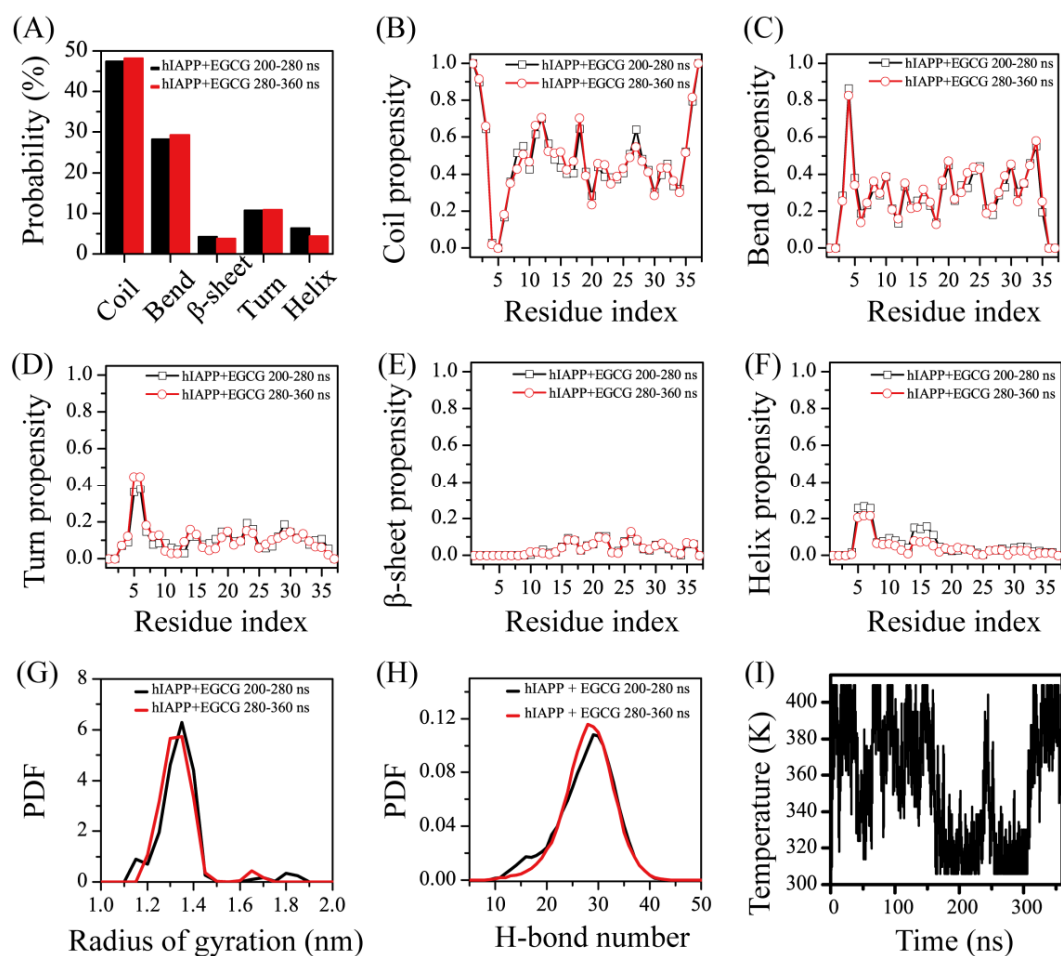 (A)
Probability (%)
50
40
30
20
10
0
hIAPP+EGCG 200-280 ns
hIAPP+EGCG 280-360 ns
Coil
Bend
β-sheet
Turn
Helix
(B)
Coil propensity
1.0
0.8
0.6
0.4
0.2
0.0
hIAPP+EGCG 200-280 ns
hIAPP+EGCG 280-360 ns
5 10 15 20 25 30 35
Residue index
(C)
Bend propensity
1.0
0.8
0.6
0.4
0.2
0.0
hIAPP+EGCG 200-280 ns
hIAPP+EGCG 280-360 ns
5 10 15 20 25 30 35
Residue index
(D)
Turn propensity
1.0
0.8
0.6
0.4
0.2
0.0
hIAPP+EGCG 200-280 ns
hIAPP+EGCG 280-360 ns
5 10 15 20 25 30 35
Residue index
(E)
β-sheet propensity
1.0
0.8
0.6
0.4
0.2
0.0
hIAPP+EGCG 200-280 ns
hIAPP+EGCG 280-360 ns
5 10 15 20 25 30 35
Residue index
(F)
Helix propensity
1.0
0.8
0.6
0.4
0.2
0.0
hIAPP+EGCG 200-280 ns
hIAPP+EGCG 280-360 ns
5 10 15 20 25 30 35
Residue index
(G)
PDF
8
6
4
2
0
hIAPP+EGCG 200-280 ns
hIAPP+EGCG 280-360 ns
1.0 1.2 1.4 1.6 1.8 2.0
Radius of gyration (nm)
(H)
PDF
0.12
0.08
0.04
0.00
hIAPP + EGCG 200-280 ns
hIAPP + EGCG 280-360 ns
10 20 30 40 50
H-bond number
(I)
Temperature (K)
400
380
360
340
320
300
0 100 200 300
Time (ns)